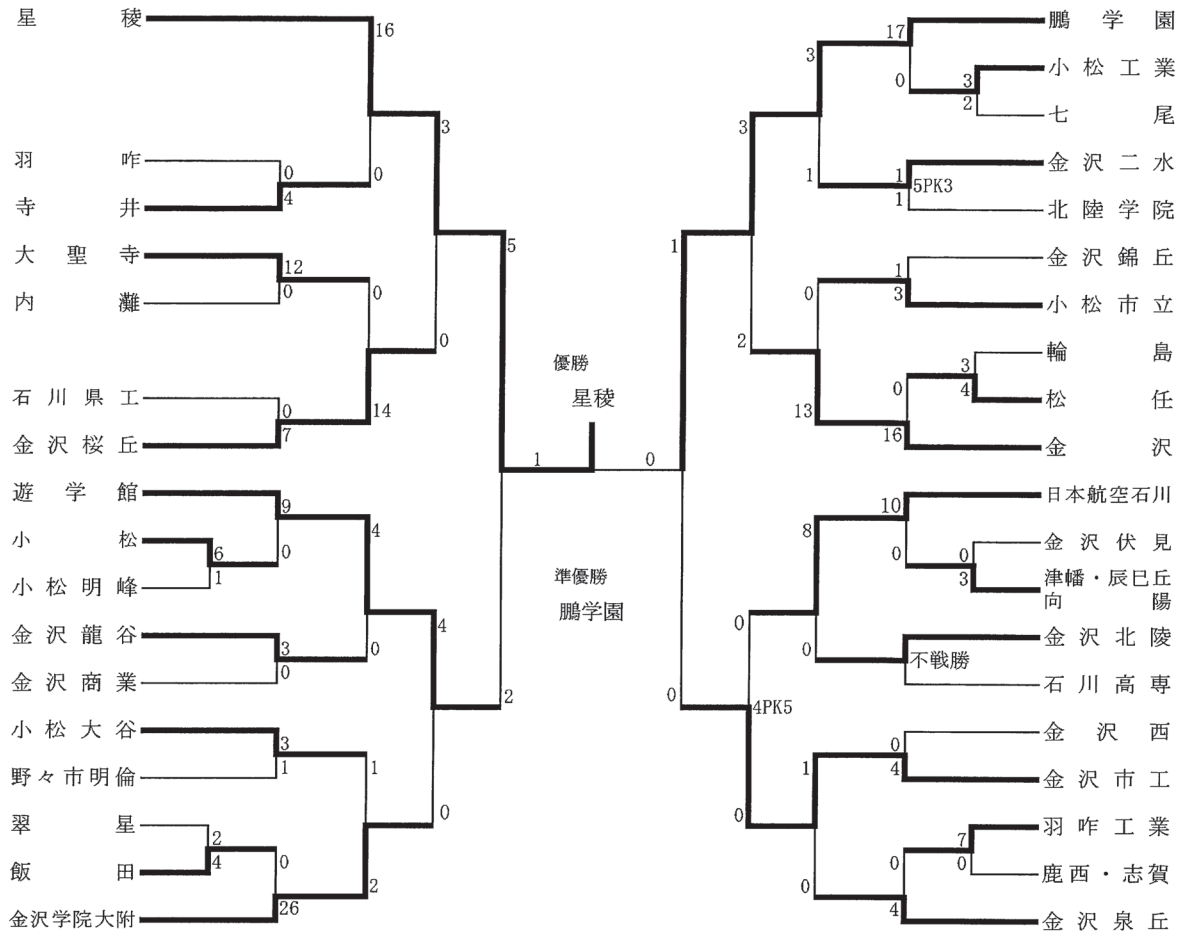 星稜
16
3
羽咋
0
0
寺井
4
5
大聖寺
12
0
内灘
0
0
石川県工
0
14
金沢桜丘
7
遊学館
9
4
小松
6
0
小松明峰
1
4
金沢龍谷
3
0
金沢商業
0
2
小松大谷
3
1
野々市明倫
1
0
翠星
2
0
飯田
4
2
金沢学院大附
26
優勝
星稜
1
0
準優勝
鵬学園
鵬学園
17
3
小松工業
3
0
七尾
2
3
金沢二水
1
5PK3
1
北陸学院
1
1
金沢錦丘
1
0
小松市立
3
2
輪島
3
0
松任
4
13
金沢
16
日本航空石川
10
8
金沢伏見
0
0
津幡・辰巳丘
向陽
3
0
金沢北陵
不戦勝
0
石川高専
0
4PK5
金沢西
0
1
金沢市工
4
0
羽咋工業
7
0
鹿西・志賀
0
0
金沢泉丘
4